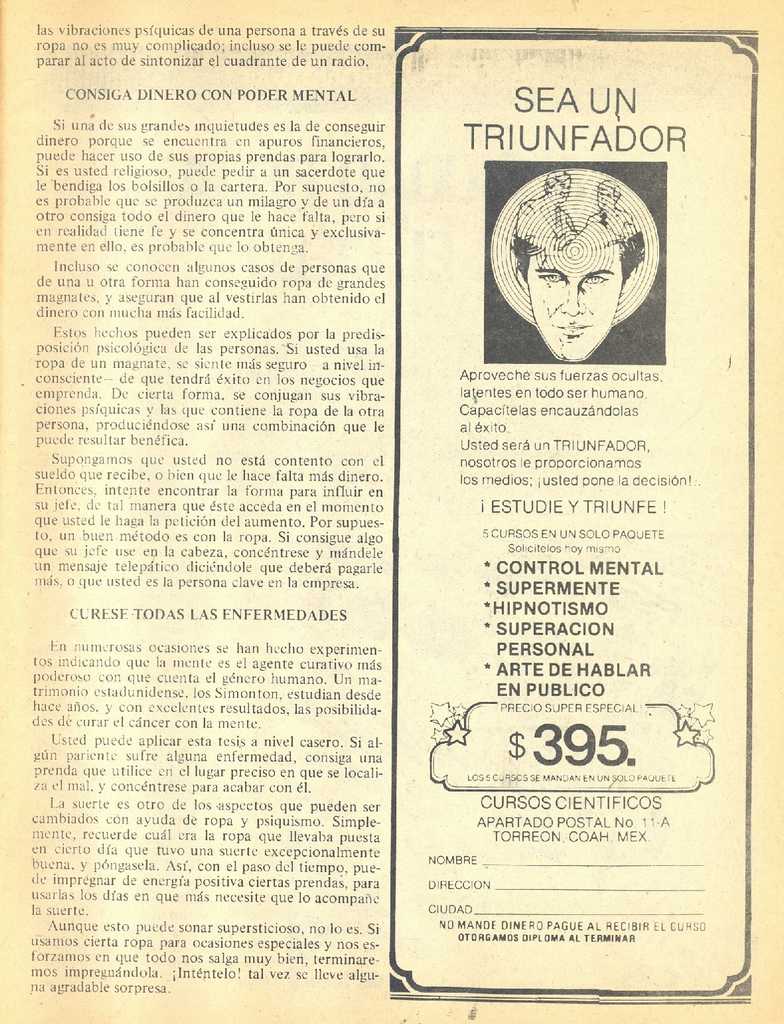 las vibraciones psíquicas de una persona a través de su
ropa no es muy complicado; incluso se le puede com-
parar al acto de sintonizar el cuadrante de un radio.
CONSIGA DINERO CON PODER MENTAL
Si una de sus grandes inquietudes es la de conseguir
dinero porque se encuentra en apuros financieros,
puede hacer uso de sus propias prendas para lograrlo.
Si es usted religioso, puede pedir a un sacerdote que
le bendiga los bolsillos o la cartera. Por supuesto, no
es probable que se produzca un milagro y de un día a
otro consiga todo el dinero que le hace falta, pero si
en realidad tiene fe y se concentra única y exclusiva-
mente en ello, es probable que lo obtenga.
Incluso se conocen algunos casos de personas que
de una u otra forma han conseguido ropa de grandes
magnates, y aseguran que al vestirlas han obtenido el
dinero con mucha más facilidad.
Estos hechos pueden ser explicados por la predis-
posición psicológica de las personas. Si usted usa la
ropa de un magnate, se siente más seguro —a nivel in-
consciente— de que tendrá éxito en los negocios que
emprenda. De cierta forma, se conjugan sus vibra-
ciones psíquicas y las que contiene la ropa de la otra
persona, produciéndose así una combinación que le
puede resultar benéfica.
Supongamos que usted no está contento con el
sueldo que recibe, o bien que le hace falta más dinero.
Entonces, intente encontrar la forma para influir en
su jefe, de tal manera que éste acceda en el momento
que usted le haga la petición del aumento. Por supues-
to, un buen método es con la ropa. Si consigue algo
que su jefe use en la cabeza, concéntrese y mándele
un mensaje telepático diciéndole que deberá pagarle
más, o que usted es la persona clave en la empresa.
CURESE TODAS LAS ENFERMEDADES
En numerosas ocasiones se han hecho experimen-
tos indicando que la mente es el agente curativo más
poderoso con que cuenta el género humano. Un ma-
trimonio estadunidense, los Simonton, estudian desde
hace años, y con excelentes resultados, las posibilida-
des de curar el cáncer con la mente.
Usted puede aplicar esta tesis a nivel casero. Si al-
gún pariente sufre alguna enfermedad, consiga una
prenda que utilice en el lugar preciso en que se locali-
za el mal, y concéntrese para acabar con él.
La suerte es otro de los aspectos que pueden ser
cambiados con ayuda de ropa y psiquismo. Simple-
mente, recuerde cuál era la ropa que llevaba puesta
en cierto día que tuvo una suerte excepcionalmente
buena, y póngasela. Así, con el paso del tiempo, pue-
de impregnar de energía positiva ciertas prendas, para
usarlas los días en que más necesite que lo acompañe
la suerte.
Aunque esto puede sonar supersticioso, no lo es. Si
usamos cierta ropa para ocasiones especiales y nos es-
forzamos en que todo nos salga muy bien, terminare-
mos impregnándola. ¡Inténtelo! tal vez se lleve algu-
na agradable sorpresa.
SEA UN
TRIUNFADOR
Aproveche sus fuerzas ocultas,
latentes en todo ser humano.
Capacítelas encauzándolas
al éxito.
Usted será un TRIUNFADOR,
nosotros le proporcionamos
los medios; ¡usted pone la decisión!..
¡ ESTUDIE Y TRIUNFE !
5 CURSOS EN UN SOLO PAQUETE
Solicítelos hoy mismo
* CONTROL MENTAL
* SUPERMENTE
*HIPNOTISMO
* SUPERACION
PERSONAL
* ARTE DE HABLAR
EN PUBLICO
PRECIO SUPER ESPECIAL:
$395.
LOS 5 CURSOS SE MANDAN EN UN SOLO PAQUETE
CURSOS CIENTIFICOS
APARTADO POSTAL No. 11-A
TORREON, COAH. MEX.
NOMBRE
DIRECCION
CIUDAD
NO MANDE DINERO PAGUE AL RECIBIR EL CURSO
OTORGAMOS DIPLOMA AL TERMINAR